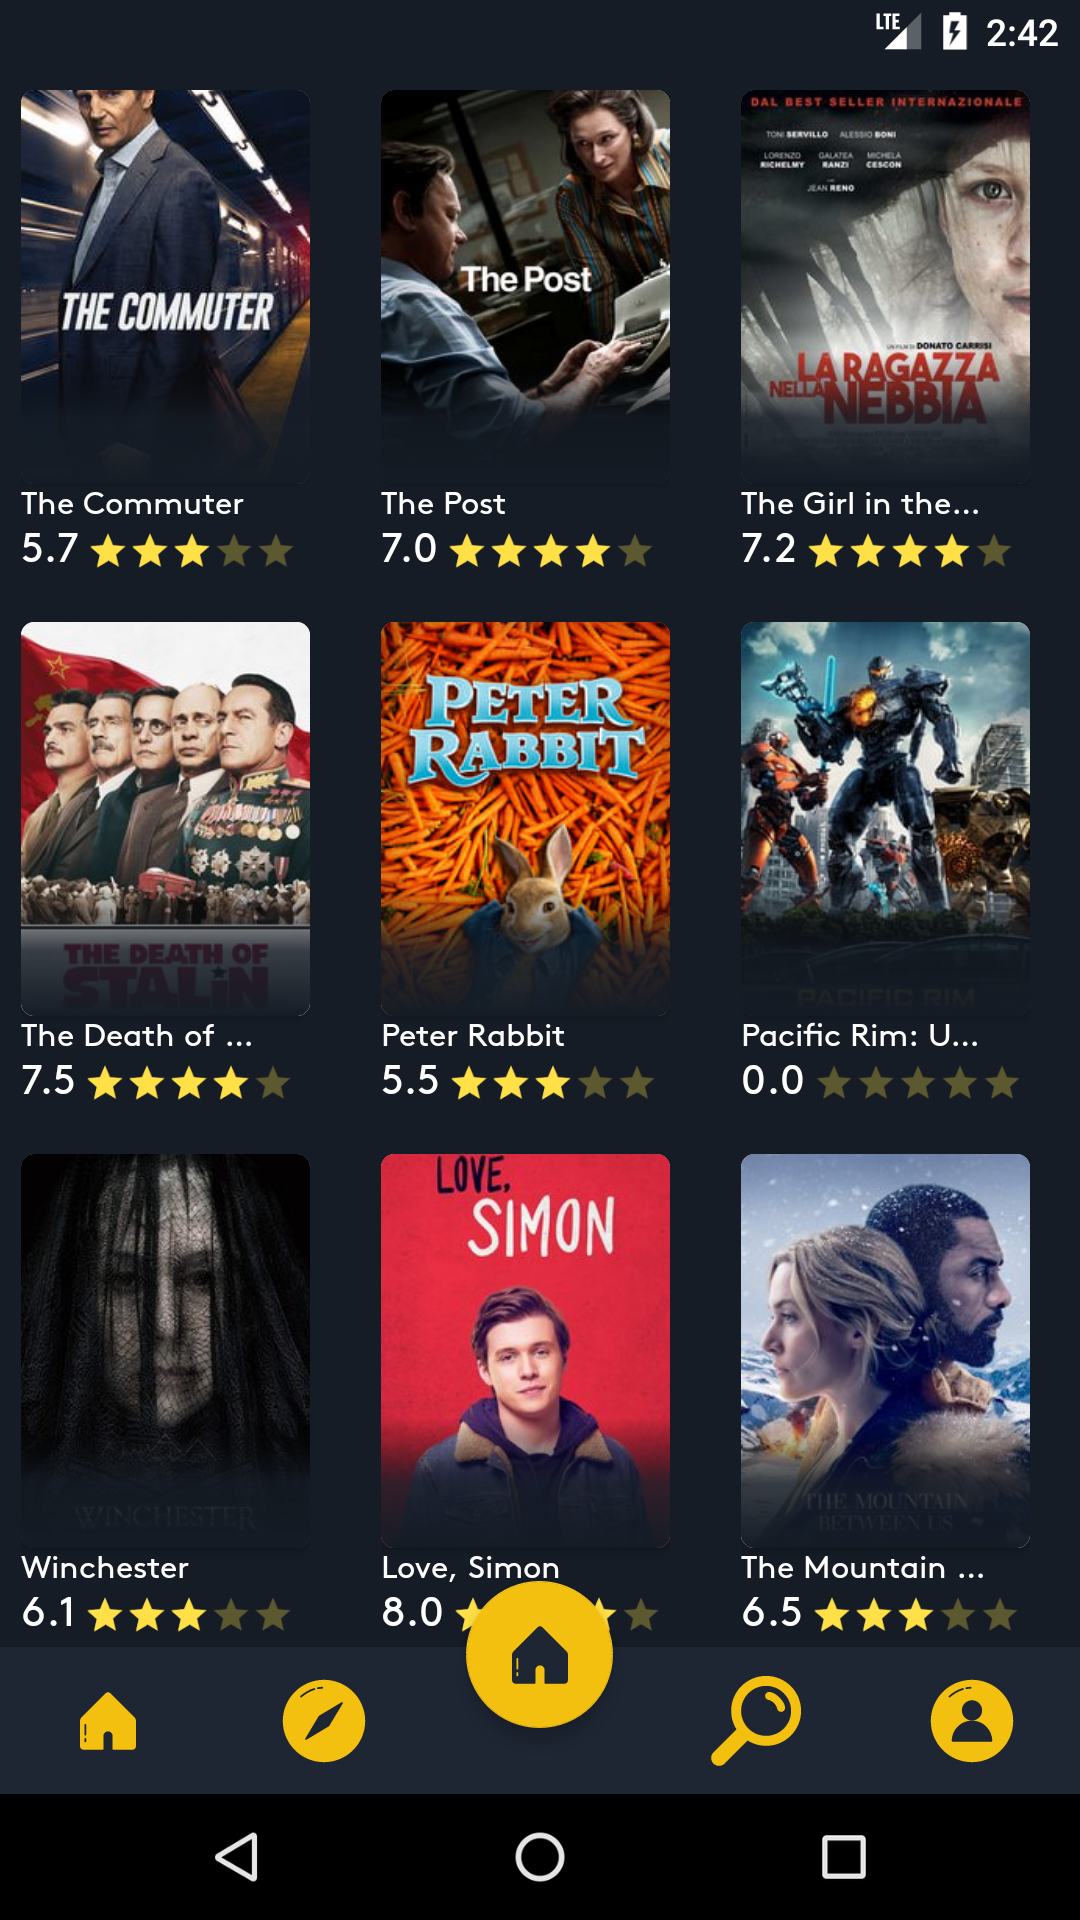 LTE 2:42
THE COMMUTER
The Commuter
5.7
The Post
The Post
7.0
DAL BEST SELLER INTERNAZIONALE
TONI SERVILLO ALESSIO BONI
LORENZO RICHELMY GALATEA RANZI MICHELA CESCON
JEAN RENO
UN FILM DI DONATO CARRISI
LA RAGAZZA
NELLA NEBBIA
The Girl in the...
7.2
THE DEATH OF
STALIN
The Death of ...
7.5
PETER
RABBIT
Peter Rabbit
5.5
PACIFIC RIM
Pacific Rim: U...
0.0
WINCHESTER
Winchester
6.1
LOVE,
SIMON
Love, Simon
8.0
THE MOUNTAIN
BETWEEN US
The Mountain ...
6.5